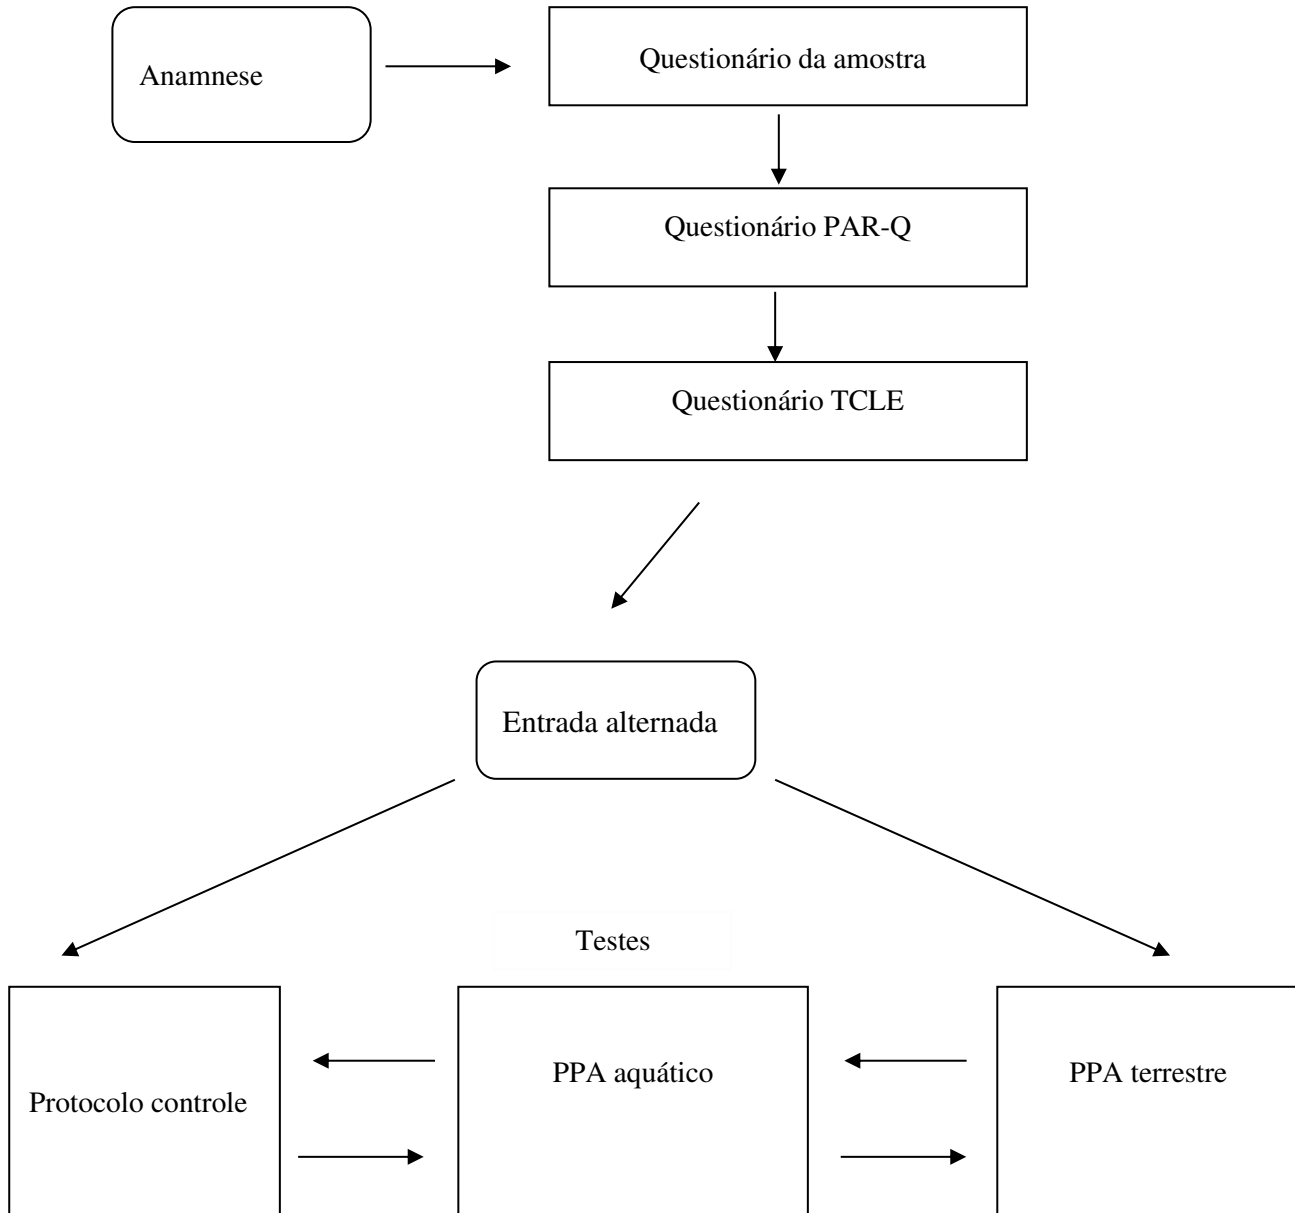 Anamnese
Questionário da amostra
Questionário PAR-Q
Questionário TCLE
Entrada alternada
Testes
Protocolo controle
PPA aquático
PPA terrestre